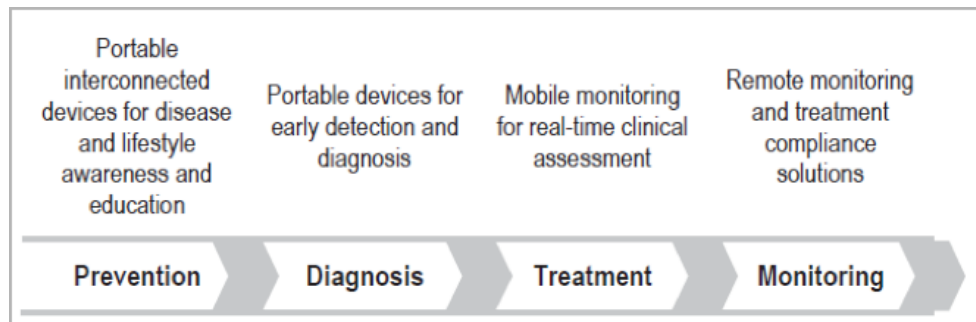 Portable
interconnected
devices for disease
and lifestyle
awareness and
education
Portable devices for
early detection and
diagnosis
Mobile monitoring
for real-time clinical
assessment
Remote monitoring
and treatment
compliance
solutions
Prevention
Diagnosis
Treatment
Monitoring